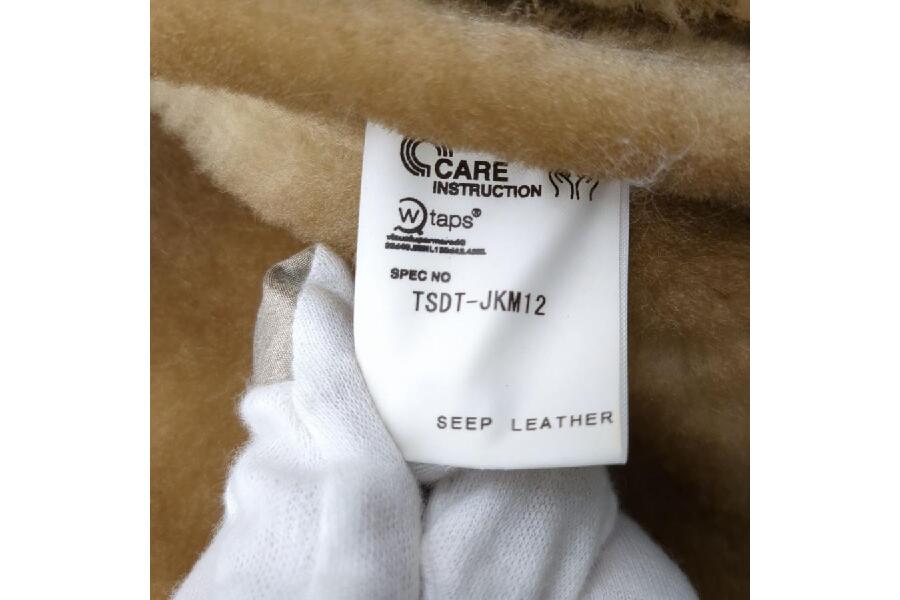 CARE
INSTRUCTION
Wtaps®
SPEC NO
TSDT-JKM12
SEEP LEATHER